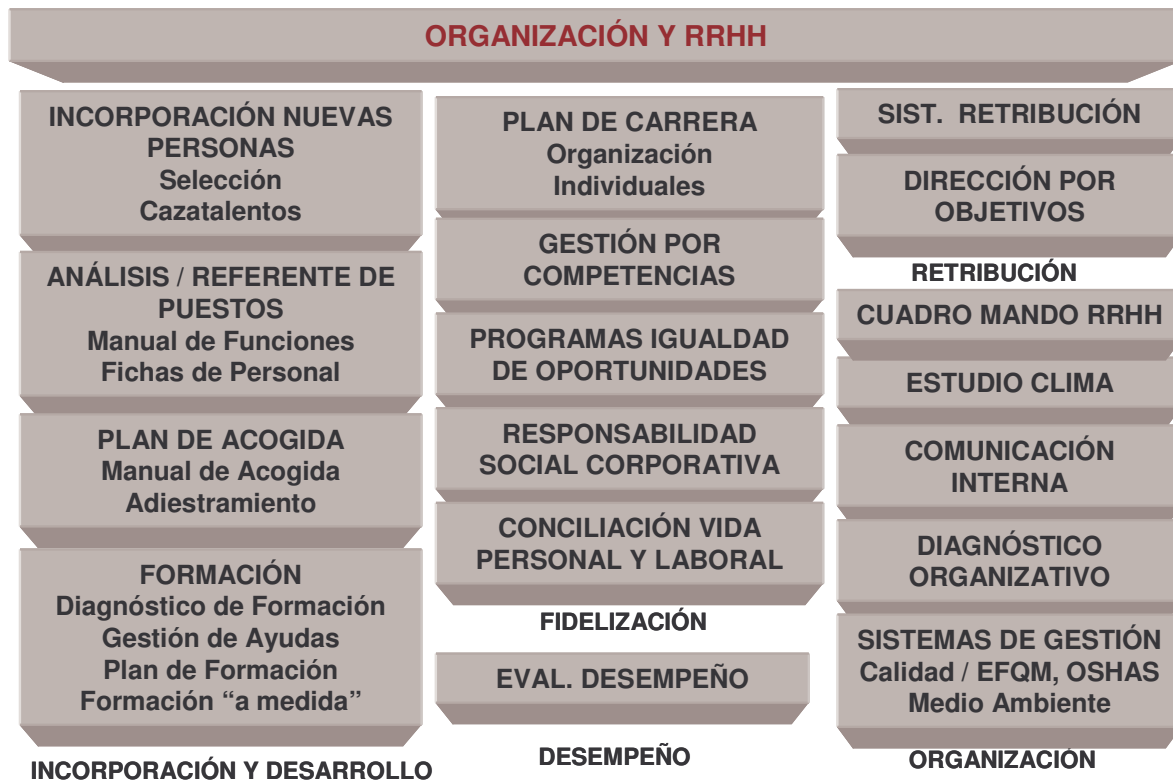 ORGANIZACIÓN Y RRHH
INCORPORACIÓN NUEVAS
PERSONAS
Selección
Cazatalentos
ANÁLISIS / REFERENTE DE
PUESTOS
Manual de Funciones
Fichas de Personal
PLAN DE ACOGIDA
Manual de Acogida
Adiestramiento
FORMACIÓN
Diagnóstico de Formación
Gestión de Ayudas
Plan de Formación
Formación “a medida”
INCORPORACIÓN Y DESARROLLO
PLAN DE CARRERA
Organización
Individuales
GESTIÓN POR
COMPETENCIAS
PROGRAMAS IGUALDAD
DE OPORTUNIDADES
RESPONSABILIDAD
SOCIAL CORPORATIVA
CONCILIACIÓN VIDA
PERSONAL Y LABORAL
FIDELIZACIÓN
EVAL. DESEMPEÑO
DESEMPEÑO
SIST. RETRIBUCIÓN
DIRECCIÓN POR
OBJETIVOS
RETRIBUCIÓN
CUADRO MANDO RRHH
ESTUDIO CLIMA
COMUNICACIÓN
INTERNA
DIAGNÓSTICO
ORGANIZATIVO
SISTEMAS DE GESTIÓN
Calidad / EFQM, OSHAS
Medio Ambiente
ORGANIZACIÓN